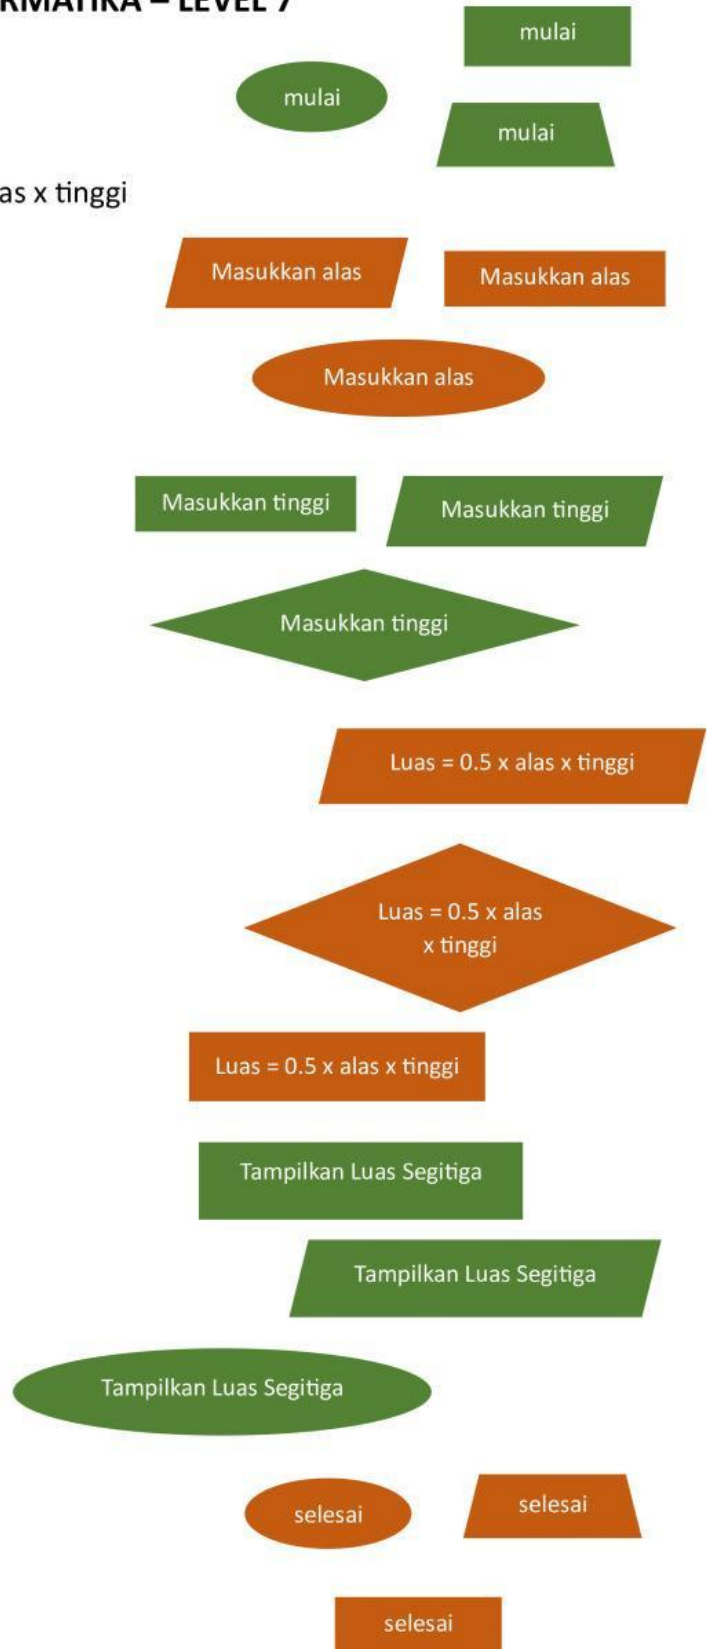 RMATIKA – LEVEL 7
mulai
mulai
mulai
as x tinggi
Masukkan alas
Masukkan alas
Masukkan alas
Masukkan tinggi
Masukkan tinggi
Masukkan tinggi
Luas = 0.5 x alas x tinggi
Luas = 0.5 x alas
x tinggi
Luas = 0.5 x alas x tinggi
Tampilkan Luas Segitiga
Tampilkan Luas Segitiga
Tampilkan Luas Segitiga
selesai
selesai
selesai